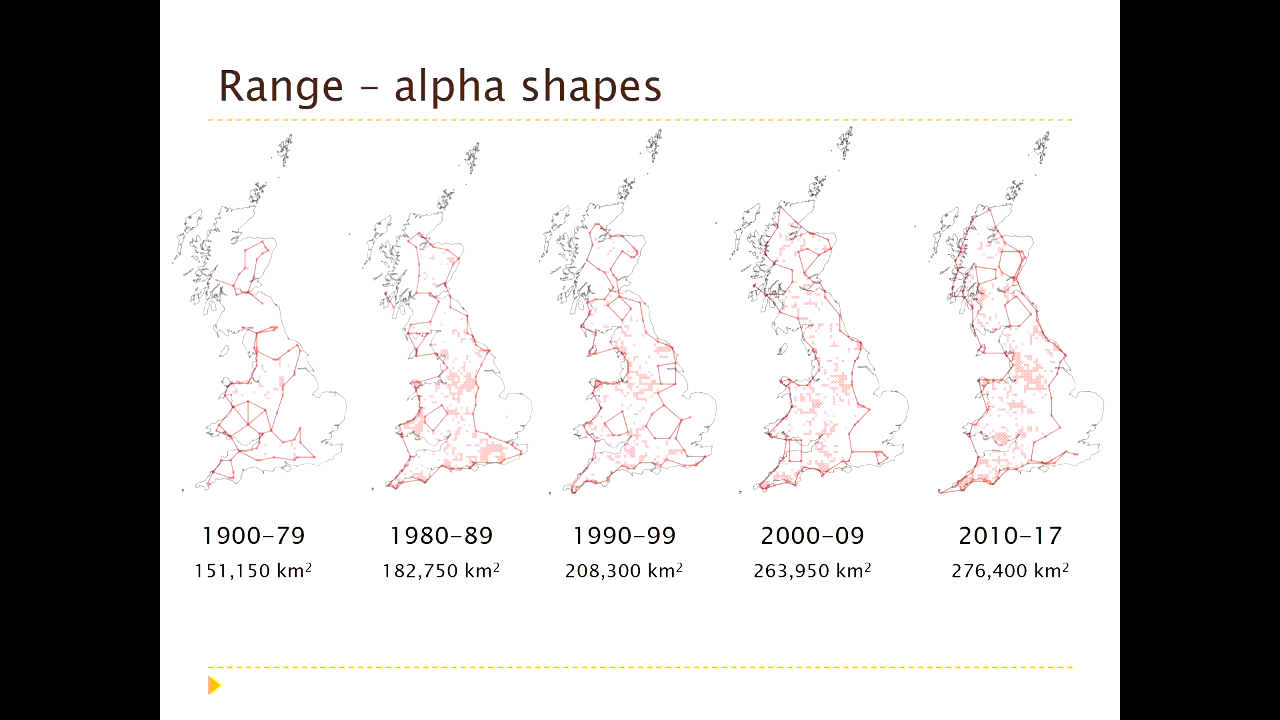 Range – alpha shapes
1900–79 1980–89 1990–99 2000–09 2010–17
151,150 km² 182,750 km² 208,300 km² 263,950 km² 276,400 km²